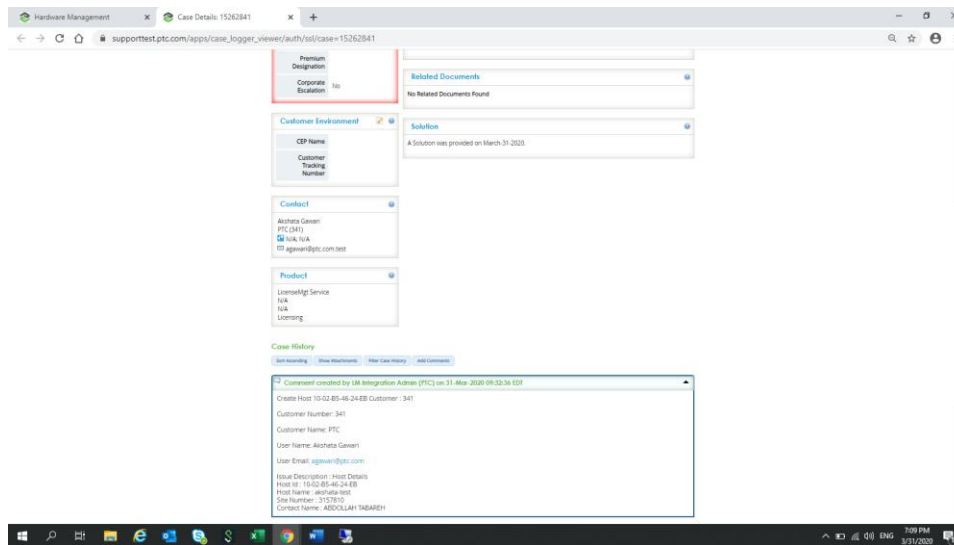 Hardware Management
Case Details: 15262841
supporttest.ptc.com/apps/case_logger_viewer/auth/ssl/case=15262841
Premium
Designation
Corporate
Escalation
No
Related Documents
No Related Documents Found
Customer Environment
CEP Name
Customer
Tracking
Number
Solution
A Solution was provided on March-31-2020.
Contact
Akshata Gawari
PTC (341)
N/A; N/A
agawari@ptc.com.test
Product
LicenseMgt Service
N/A
N/A
Licensing
Case History
Sort Ascending Show Attachments Filter Case History Add Comments
Comment created by LM Integration Admin (PTC) on 31-Mar-2020 09:32:36 EDT
Create Host 10-02-B5-46-24-EB Customer : 341
Customer Number: 341
Customer Name: PTC
User Name: Akshata Gawari
User Email: agawari@ptc.com
Issue Description : Host Details
Host Id : 10-02-B5-46-24-EB
Host Name : akshata-test
Site Number : 3157810
Contact Name : ABDOLLAH TABAREH
ENG
7:09 PM
3/31/2020